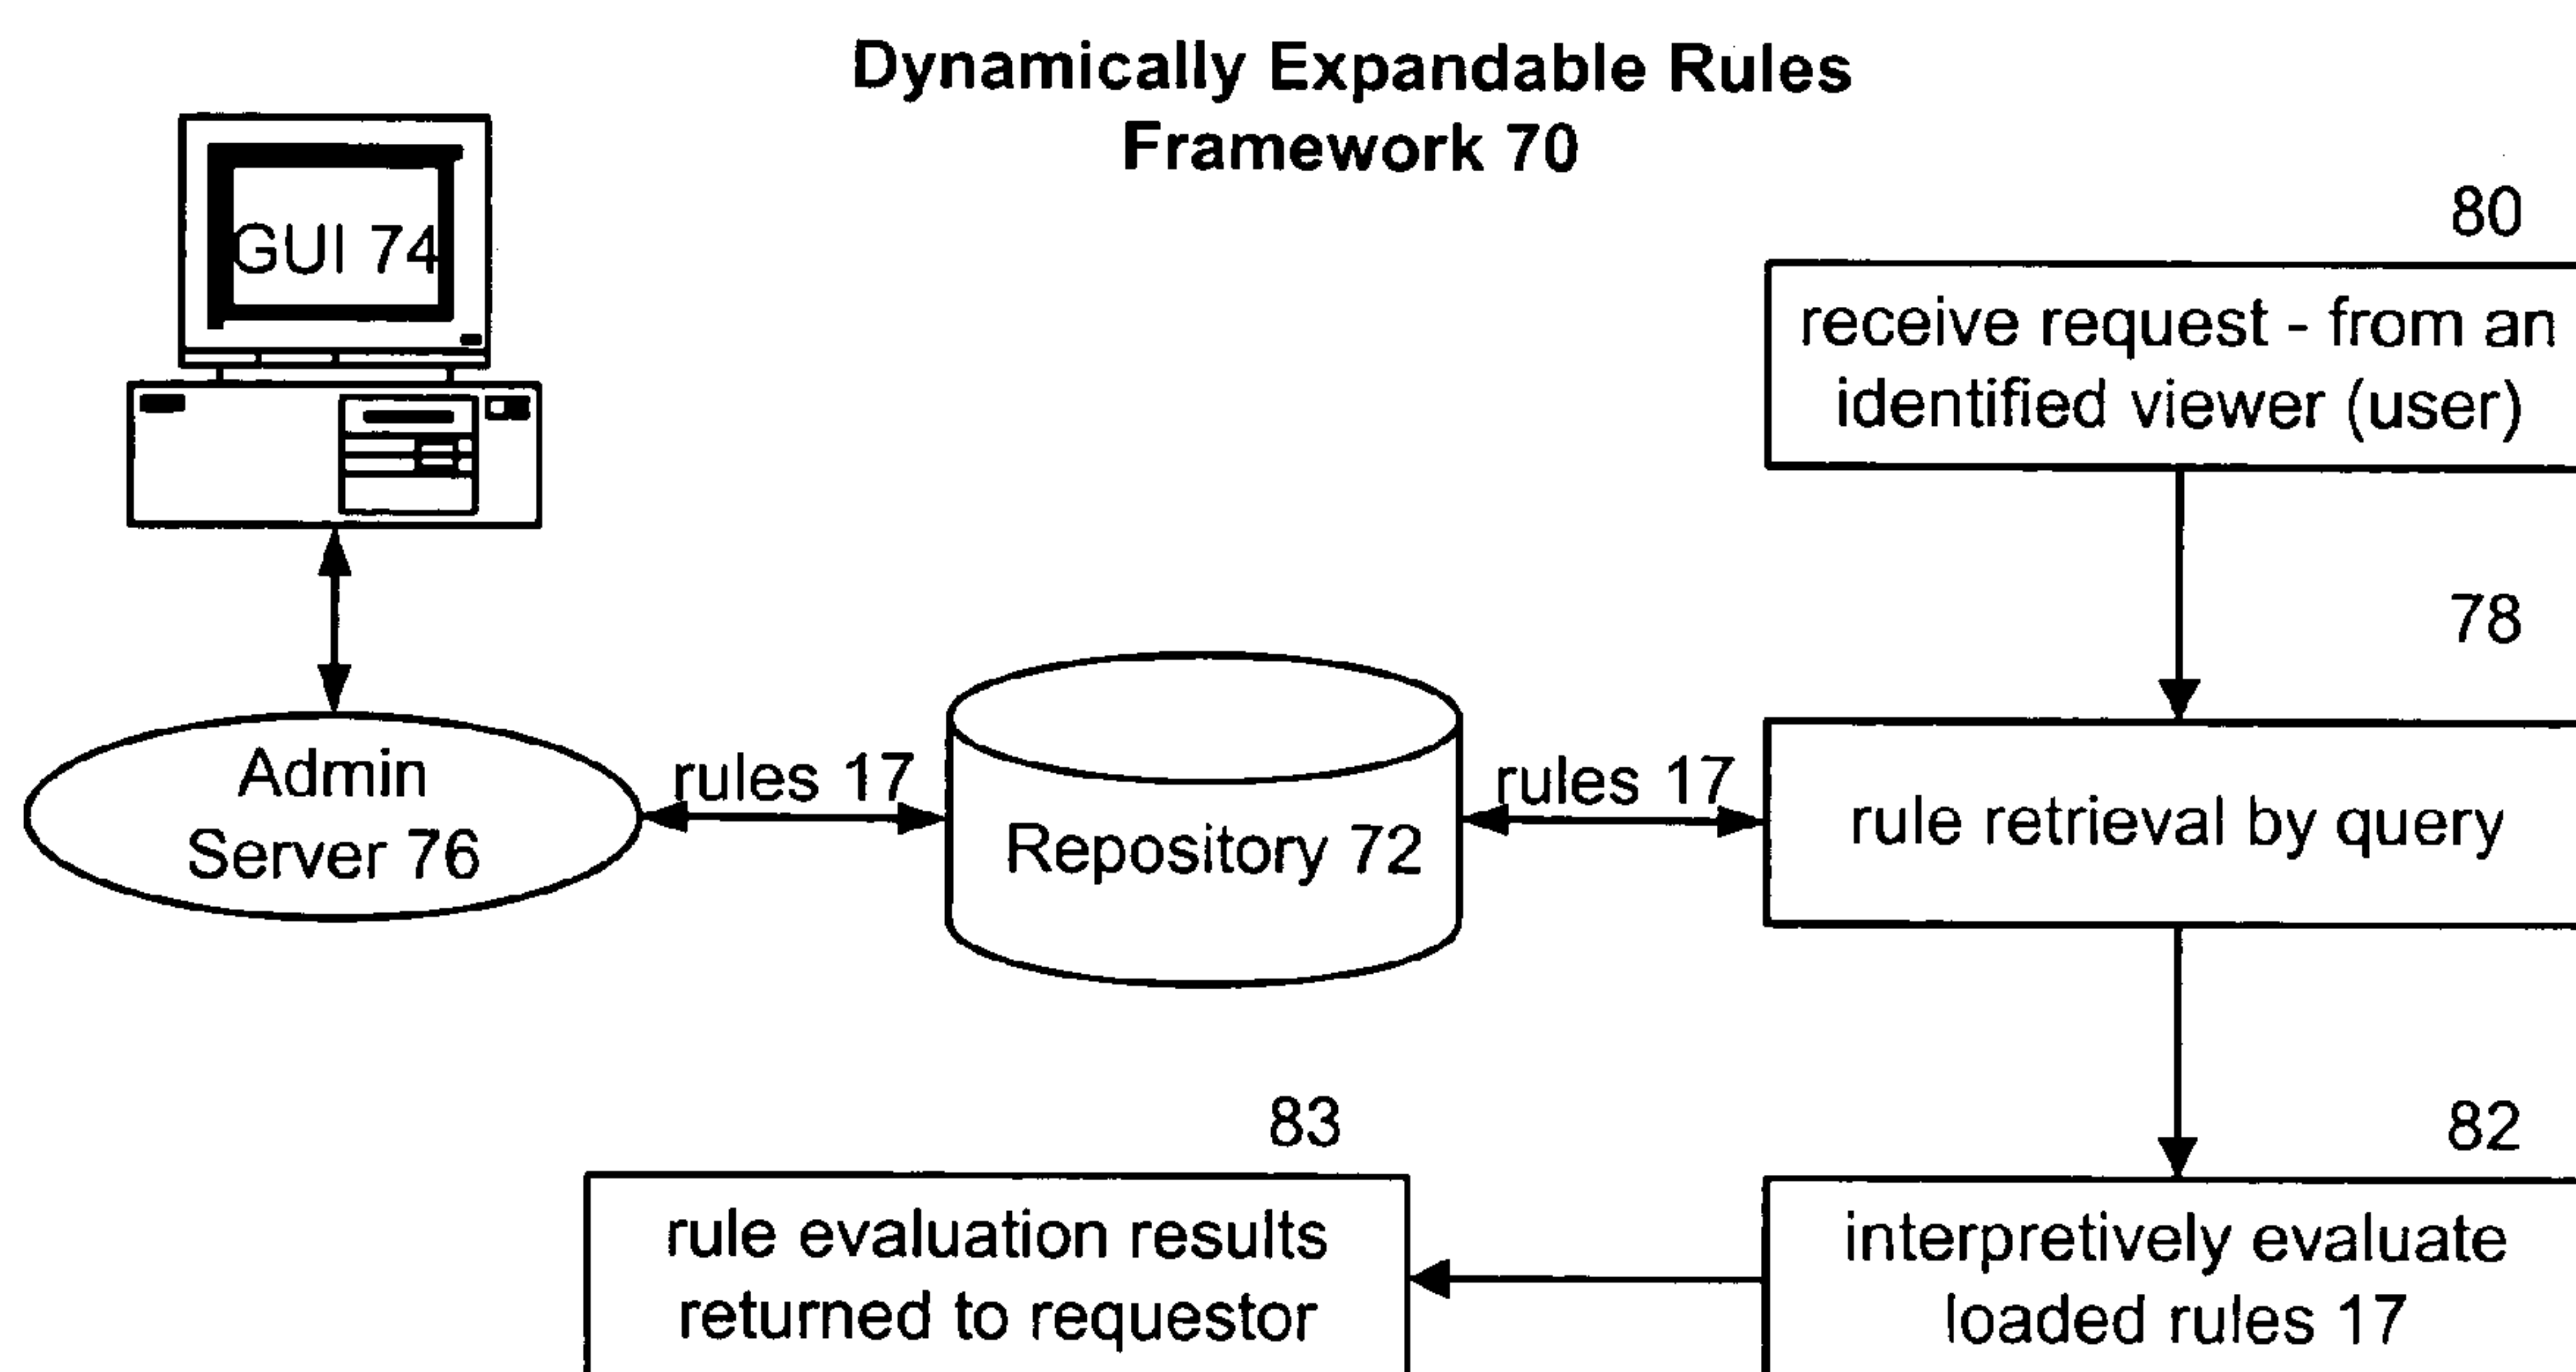 Dynamically Expandable Rules
Framework 70
GUI 74
80
receive request - from an
identified viewer (user)
78
Admin
Server 76
rules 17
Repository 72
rules 17
rule retrieval by query
83
rule evaluation results
returned to requestor
82
interpretively evaluate
loaded rules 17